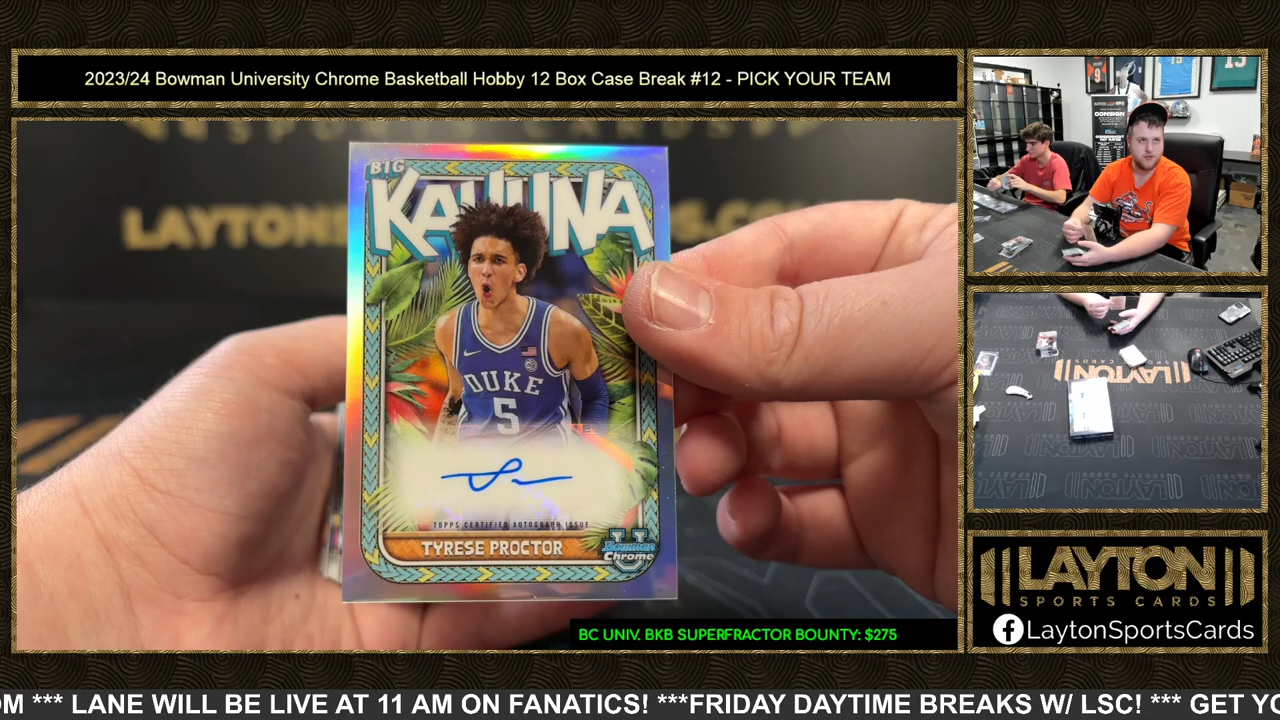 2023/24 Bowman University Chrome Basketball Hobby 12 Box Case Break #12 - PICK YOUR TEAM
BIG
KAHUNA
DUKE
5
TOPPS CERTIFIED AUTOGRAPH ISSUE
TYRESE PROCTOR
U
Bowman
Chrome
BC UNIV. BKB SUPERFRACTOR BOUNTY: $275
CONSIGN
LAYTON
LAYTON
SPORTS CARDS
LaytonSportsCards
OM *** LANE WILL BE LIVE AT 11 AM ON FANATICS! ***FRIDAY DAYTIME BREAKS W/ LSC! *** GET YO